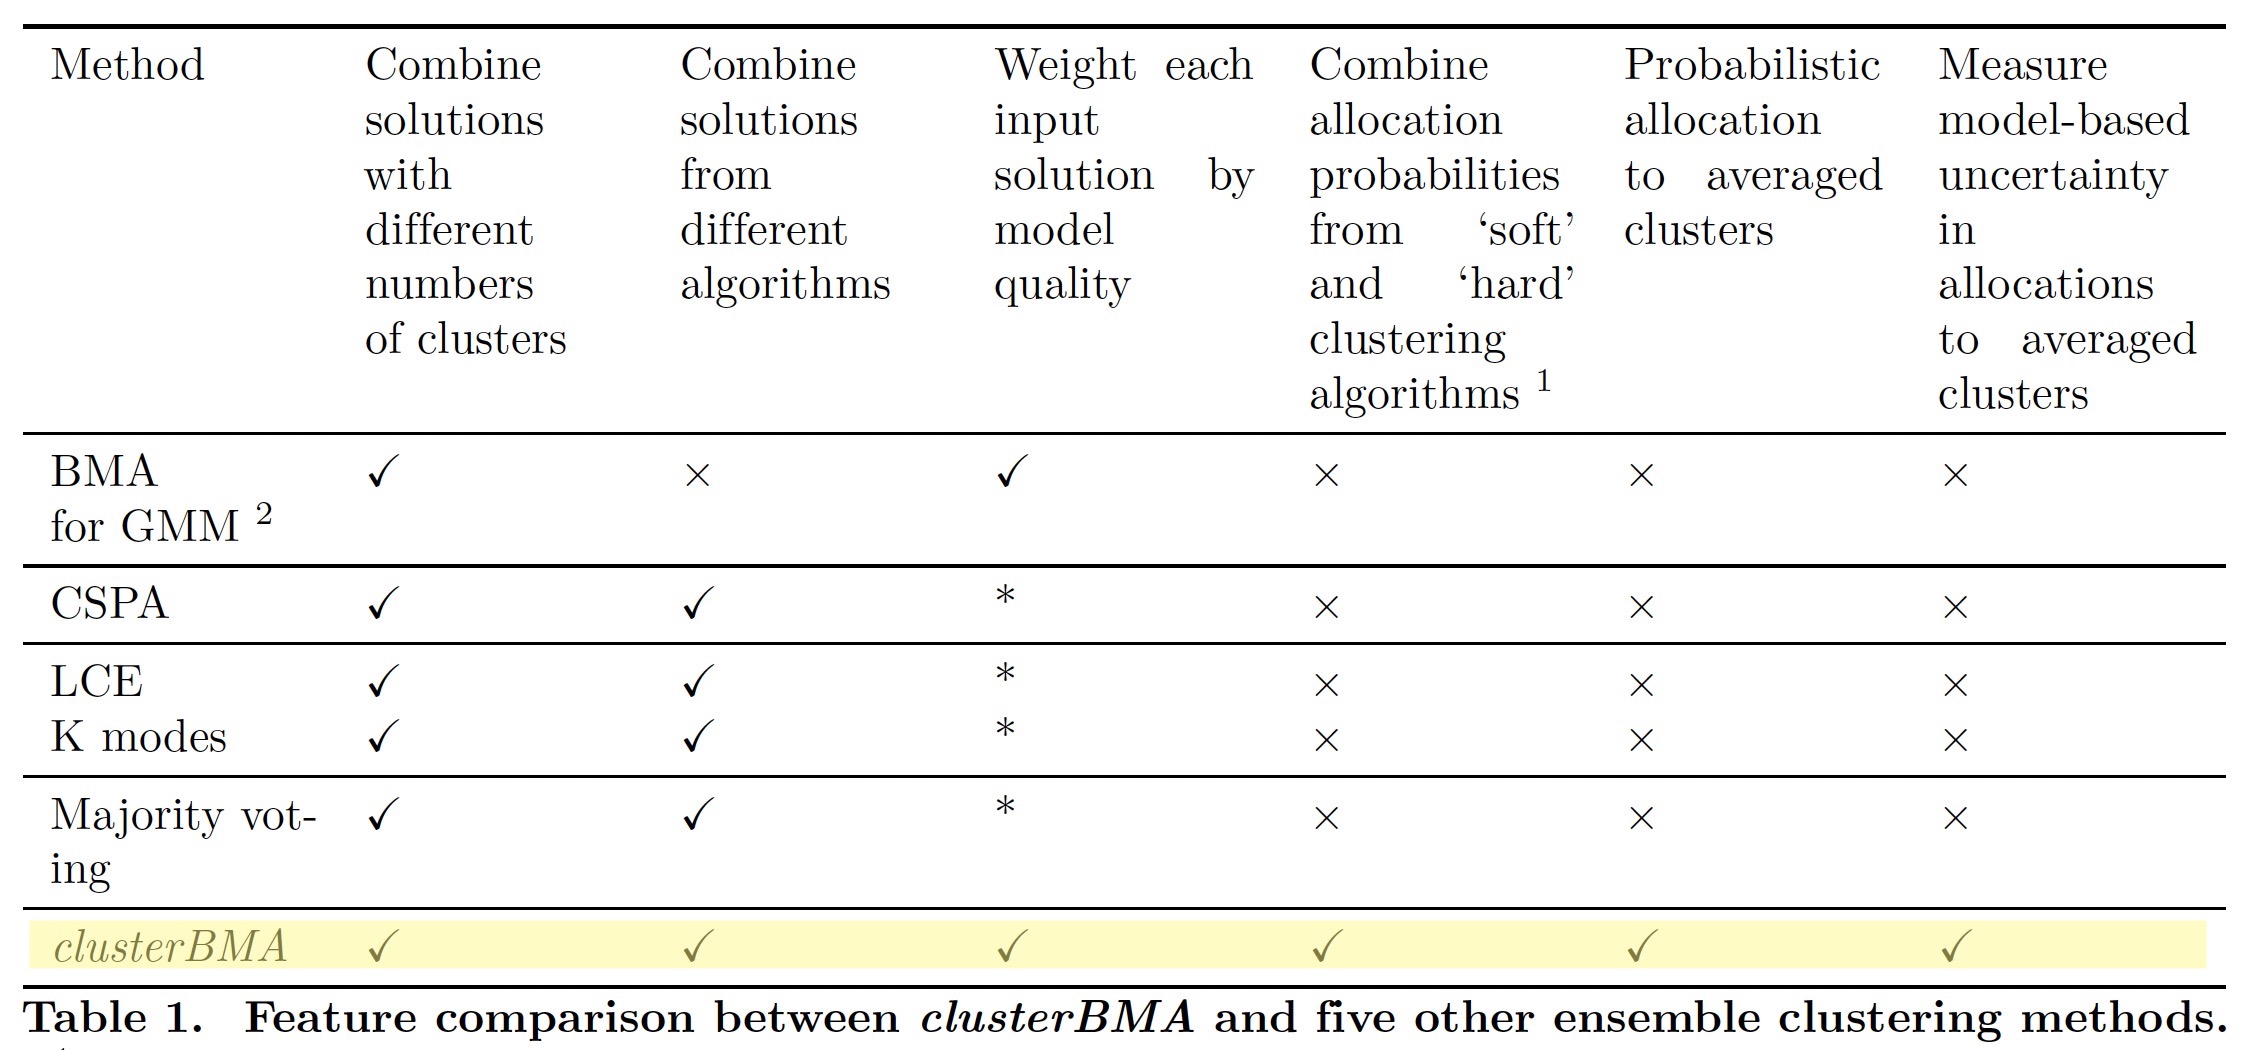 Method Combine Combine Weight each Combine Probabilistic Measure
solutions solutions input allocation allocation model-based
with from solution by probabilities to averaged uncertainty
different different model from ‘soft’ clusters in
numbers algorithms quality and ‘hard’ allocations
of clusters clustering to averaged
algorithms 1 clusters
BMA ✓ × ✓ × × ×
for GMM 2
CSPA ✓ ✓ * × × ×
LCE ✓ ✓ * × × ×
K modes ✓ ✓ * × × ×
Majority vot- ✓ ✓ * × × ×
ing
clusterBMA ✓ ✓ ✓ ✓ ✓ ✓
Table 1. Feature comparison between clusterBMA and five other ensemble clustering methods.